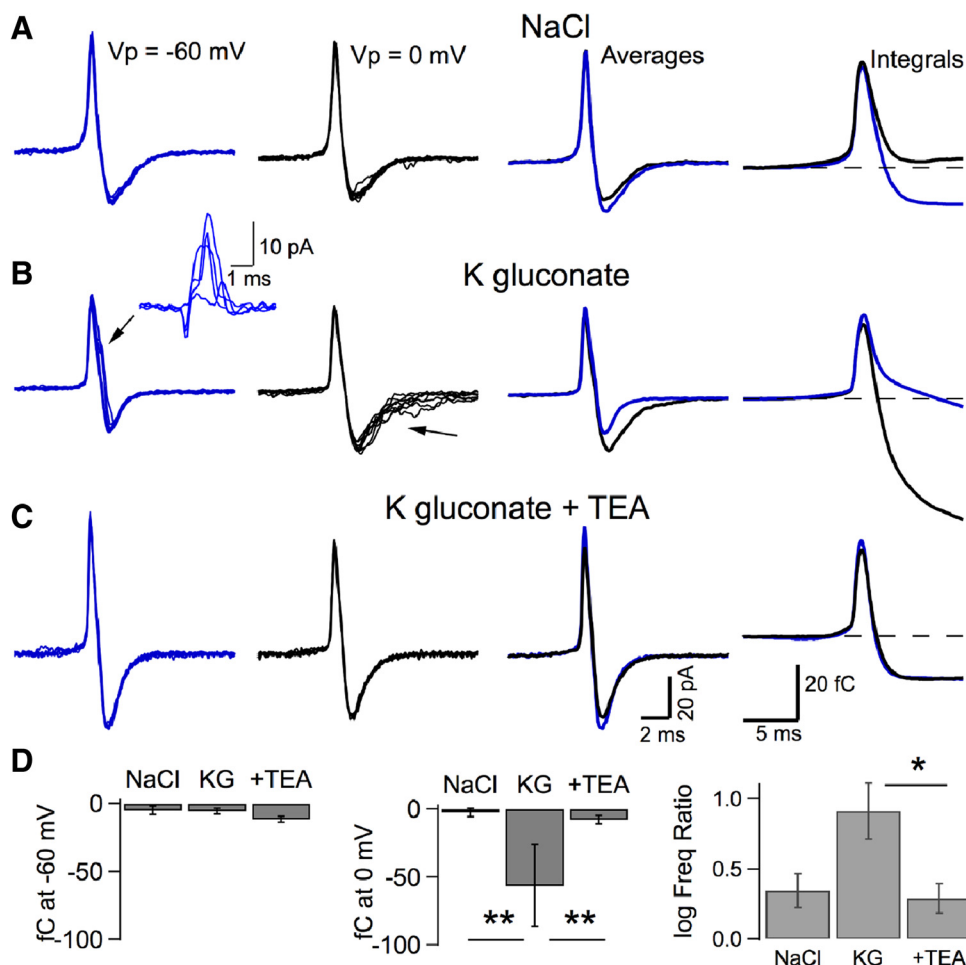 A
NaCl
Vp = -60 mV
Vp = 0 mV
Averages
Integrals
10 pA
1 ms
B
K gluconate
C
K gluconate + TEA
20 pA
2 ms
20 fC
5 ms
D
NaCl KG +TEA
0
-50
-100
fC at -60 mV
NaCl KG +TEA
0
-50
-100
fC at 0 mV
** **
*
1.0
0.5
0.0
log Freq Ratio
NaCl KG +TEA